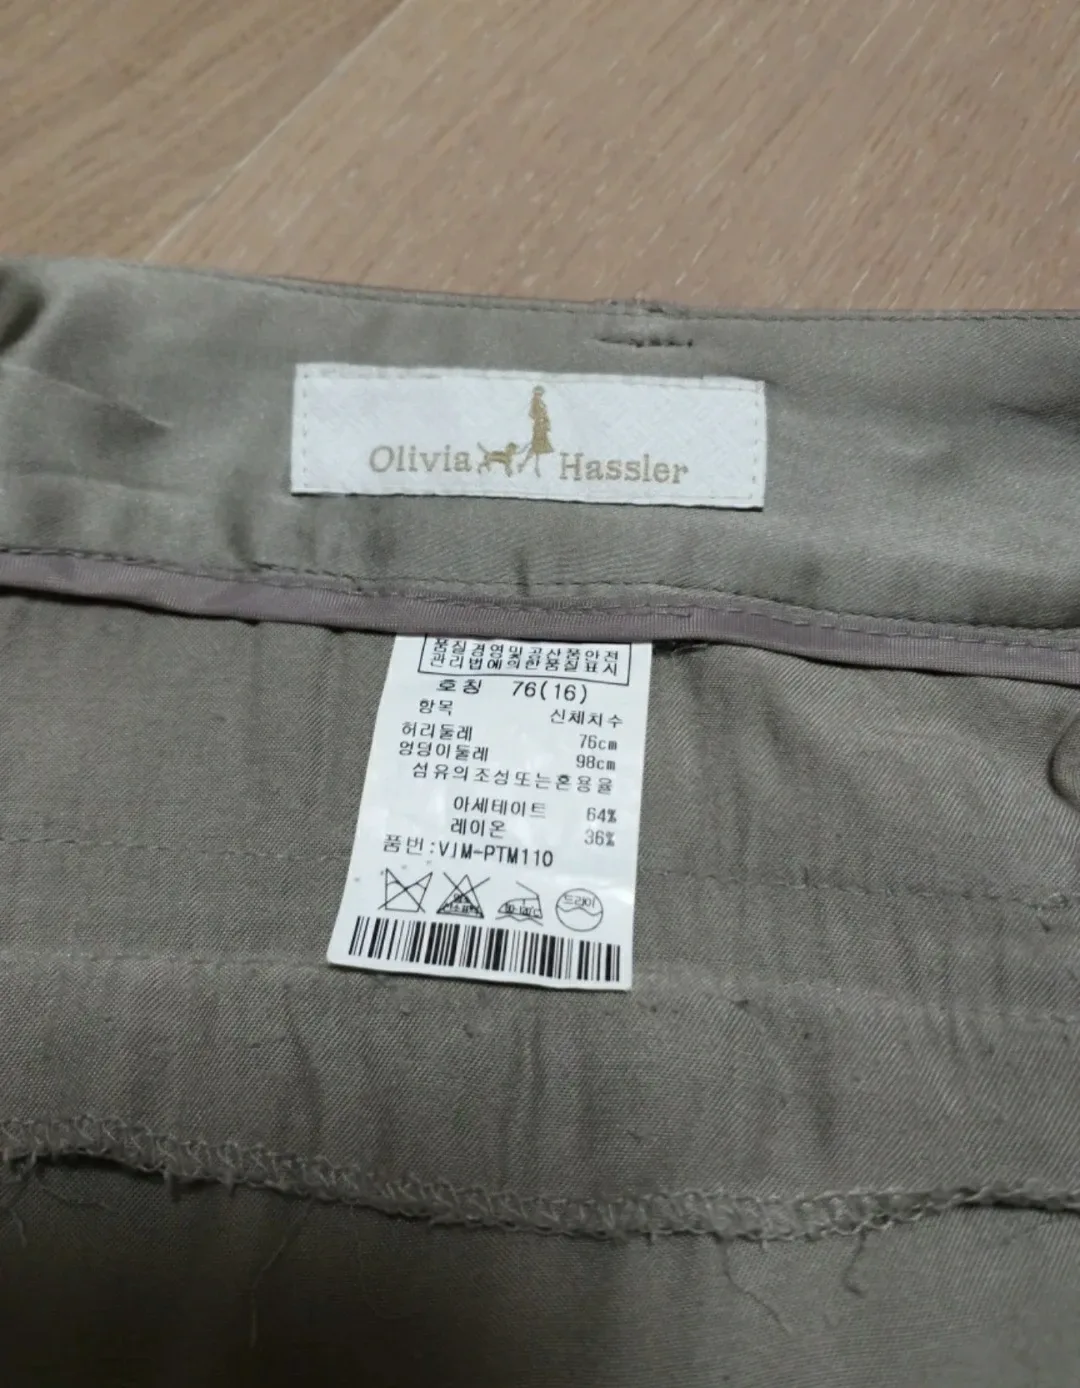 Olivia Hassler
품질경영및공산품안전
관리법에의한품질표시
호칭 76(16)
항목 신체치수
허리둘레 76cm
엉덩이둘레 98cm
섬유의조성또는혼용율
아세테이트 64%
레이온 36%
품번:VJM-PTM110
드라이